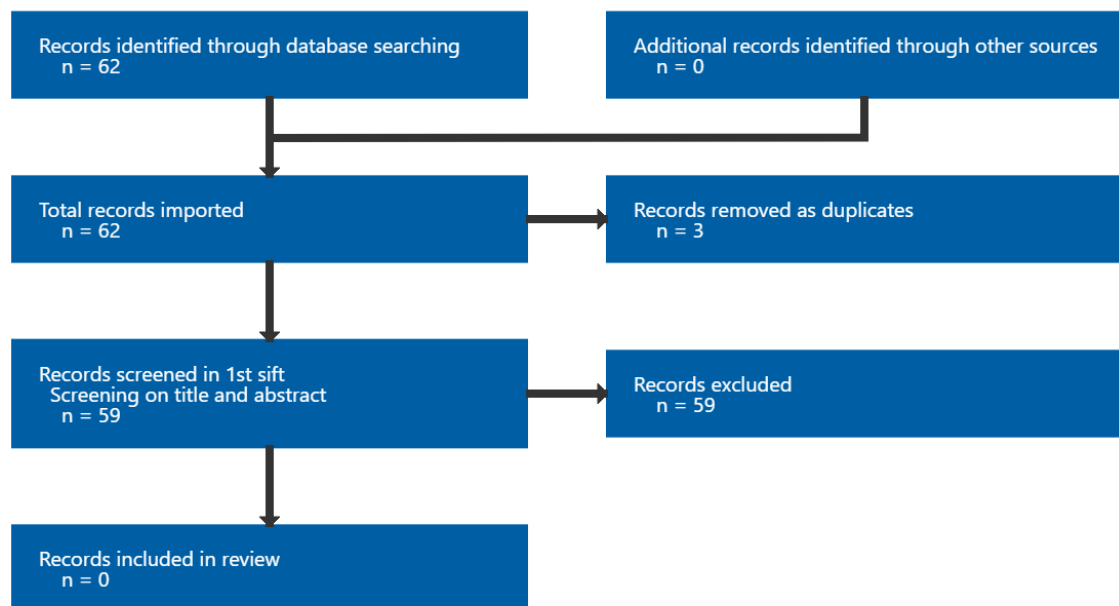 Records identified through database searching
n = 62
Additional records identified through other sources
n = 0
Total records imported
n = 62
Records removed as duplicates
n = 3
Records screened in 1st sift
Screening on title and abstract
n = 59
Records excluded
n = 59
Records included in review
n = 0